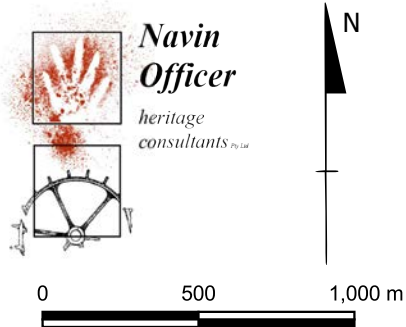 Navin
Officer
heritage
consultants Pty Ltd
N
0 500 1,000 m